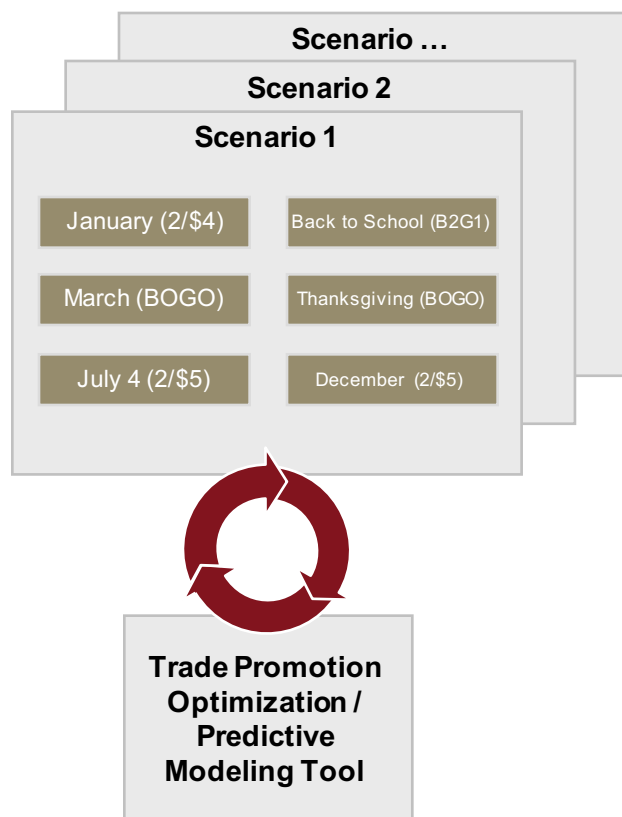 Scenario …
Scenario 2
Scenario 1
January (2/$4)
Back to School (B2G1)
March (BOGO)
Thanksgiving (BOGO)
July 4 (2/$5)
December (2/$5)
Trade Promotion
Optimization /
Predictive
Modeling Tool